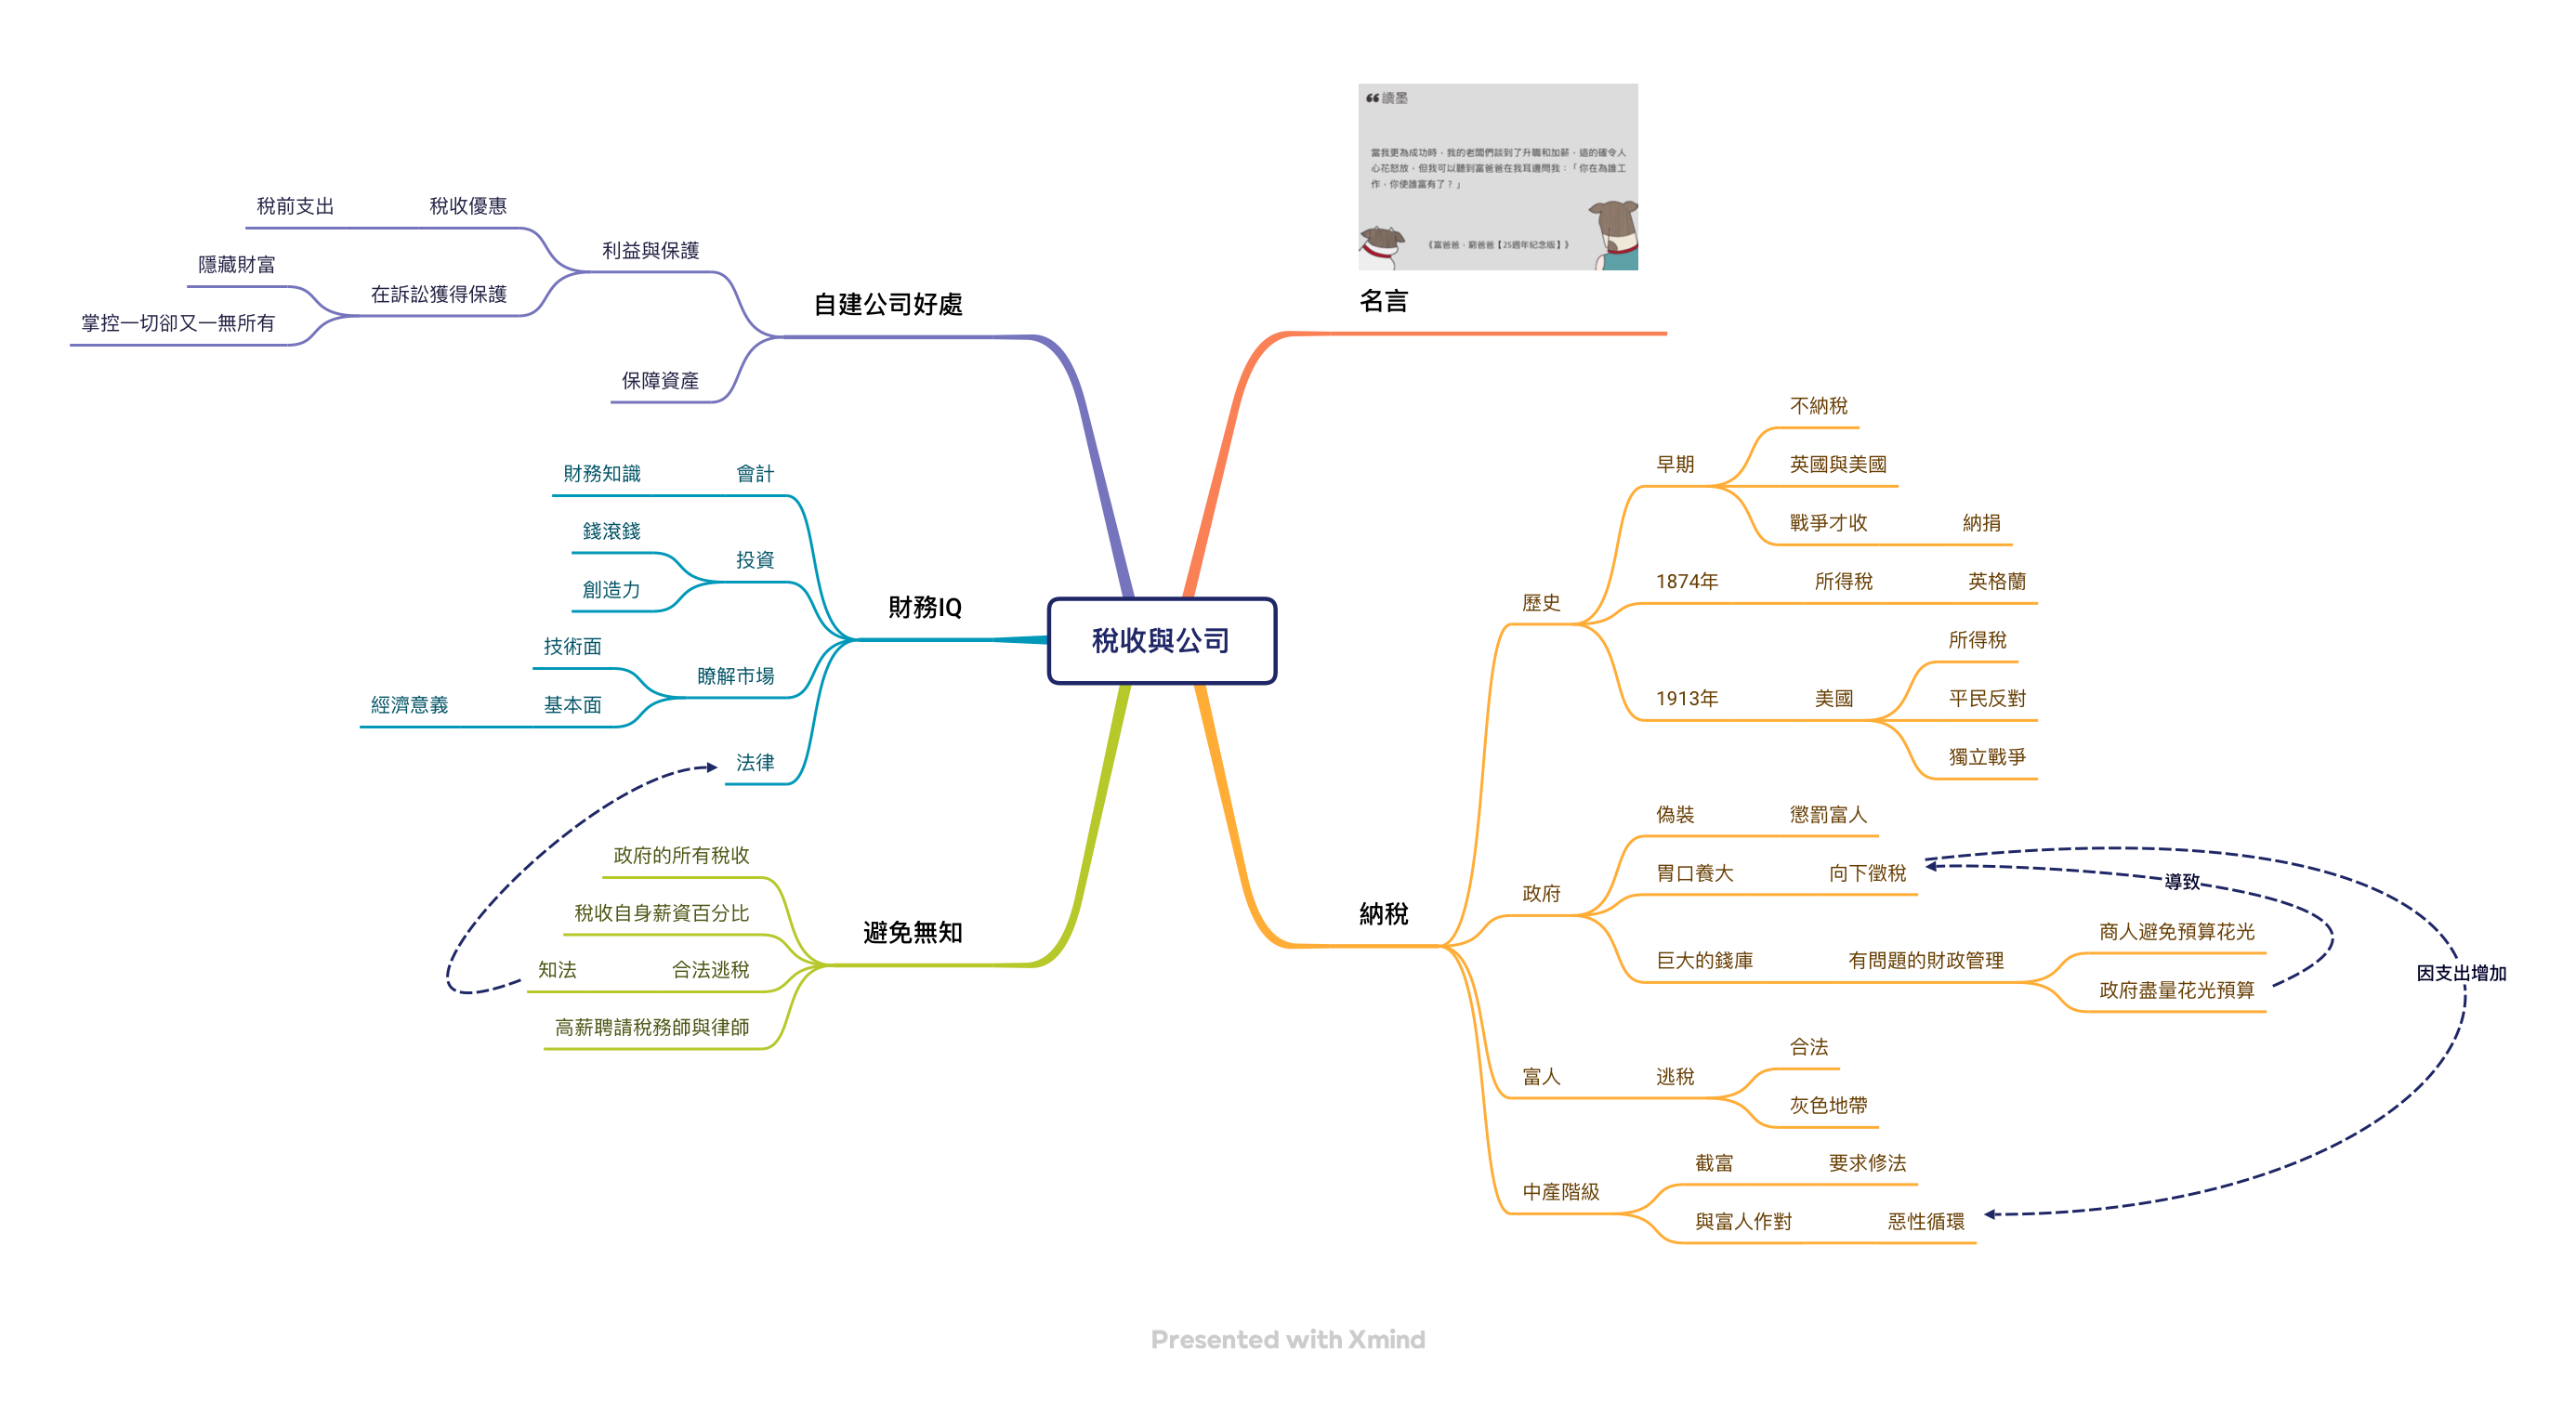 讀墨
當我更為成功時，我的老闆們談到了升職和加薪，這的確令人
心花怒放，但我可以聽到富爸爸在我耳邊問我：「你在為誰工
作，你使誰富有了？」
《富爸爸，窮爸爸【25週年紀念版】》
名言
稅收與公司
自建公司好處
利益與保護
稅收優惠
稅前支出
在訴訟獲得保護
隱藏財富
掌控一切卻又一無所有
保障資產
財務IQ
會計
財務知識
投資
錢滾錢
創造力
瞭解市場
技術面
基本面
經濟意義
法律
避免無知
政府的所有稅收
稅收自身薪資百分比
合法逃稅
知法
高薪聘請稅務師與律師
納稅
歷史
早期
不納稅
英國與美國
戰爭才收
納捐
1874年
所得稅
英格蘭
1913年
美國
所得稅
平民反對
獨立戰爭
政府
偽裝
懲罰富人
胃口養大
向下徵稅
巨大的錢庫
有問題的財政管理
商人避免預算花光
政府盡量花光預算
導致
因支出增加
富人
逃稅
合法
灰色地帶
中產階級
截富
要求修法
與富人作對
惡性循環
Presented with Xmind